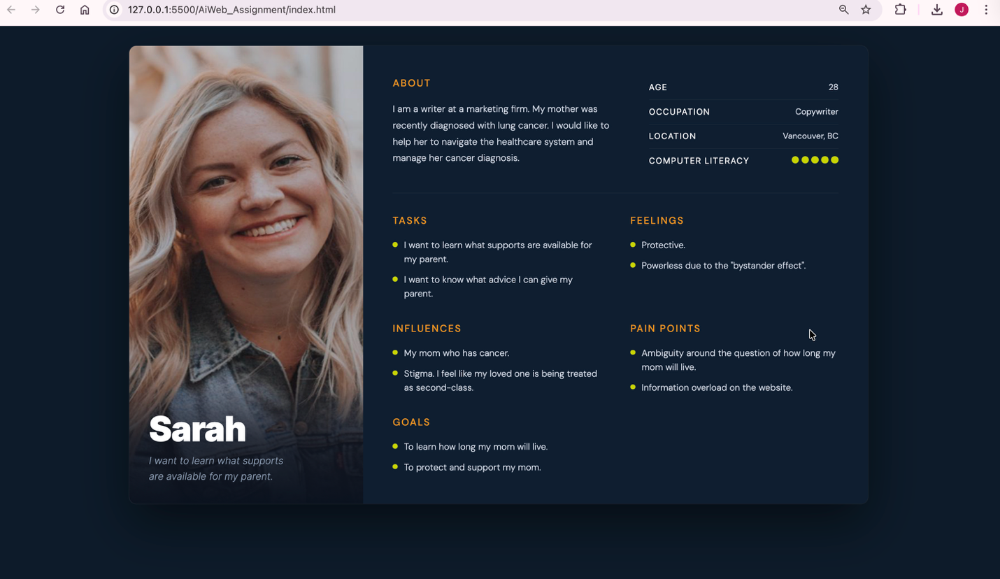 127.0.0.1:5500/AiWeb_Assignment/index.html
J
Sarah
I want to learn what supports
are available for my parent.
ABOUT
I am a writer at a marketing firm. My mother was
recently diagnosed with lung cancer. I would like to
help her to navigate the healthcare system and
manage her cancer diagnosis.
AGE 28
OCCUPATION Copywriter
LOCATION Vancouver, BC
COMPUTER LITERACY
TASKS
I want to learn what supports are available for
my parent.
I want to know what advice I can give my
parent.
FEELINGS
Protective.
Powerless due to the "bystander effect".
INFLUENCES
My mom who has cancer.
Stigma. I feel like my loved one is being treated
as second-class.
PAIN POINTS
Ambiguity around the question of how long my
mom will live.
Information overload on the website.
GOALS
To learn how long my mom will live.
To protect and support my mom.